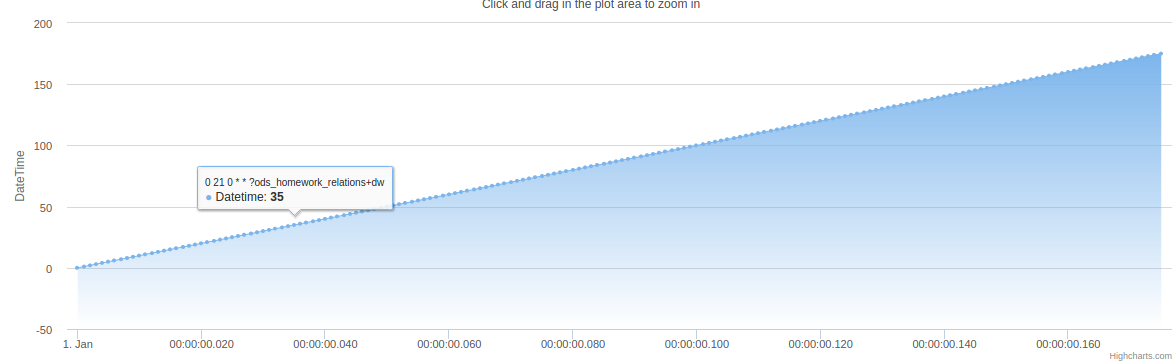 Click and drag in the plot area to zoom in
200
150
100
50
0
-50
DateTime
0 21 0 * * ?ods_homework_relations+dw
Datetime: 35
1. Jan
00:00:00.020
00:00:00.040
00:00:00.060
00:00:00.080
00:00:00.100
00:00:00.120
00:00:00.140
00:00:00.160
Highcharts.com